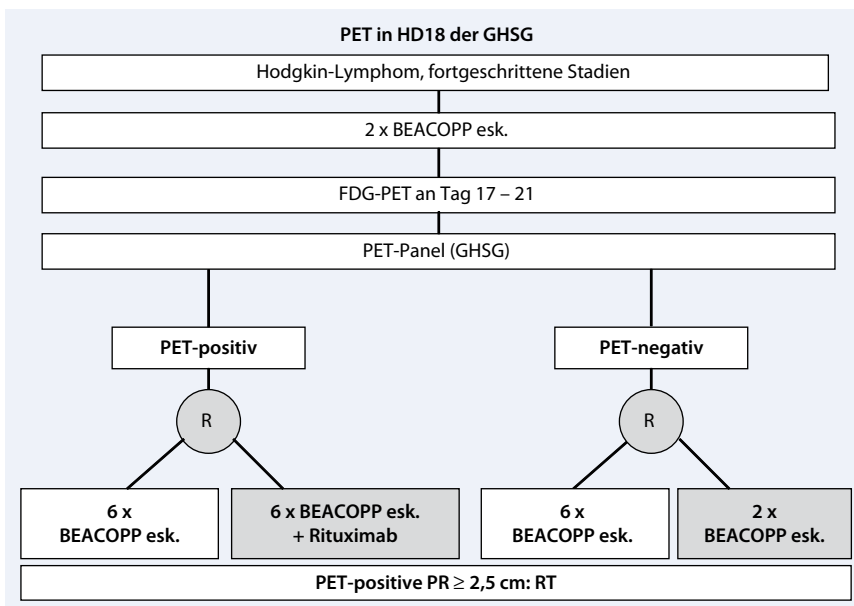 PET in HD18 der GHSG
Hodgkin-Lymphom, fortgeschrittene Stadien
2 x BEACOPP esk.
FDG-PET an Tag 17 – 21
PET-Panel (GHSG)
PET-positiv
PET-negativ
R
R
6 x
BEACOPP esk.
6 x BEACOPP esk.
+ Rituximab
6 x
BEACOPP esk.
2 x
BEACOPP esk.
PET-positive PR ≥ 2,5 cm: RT